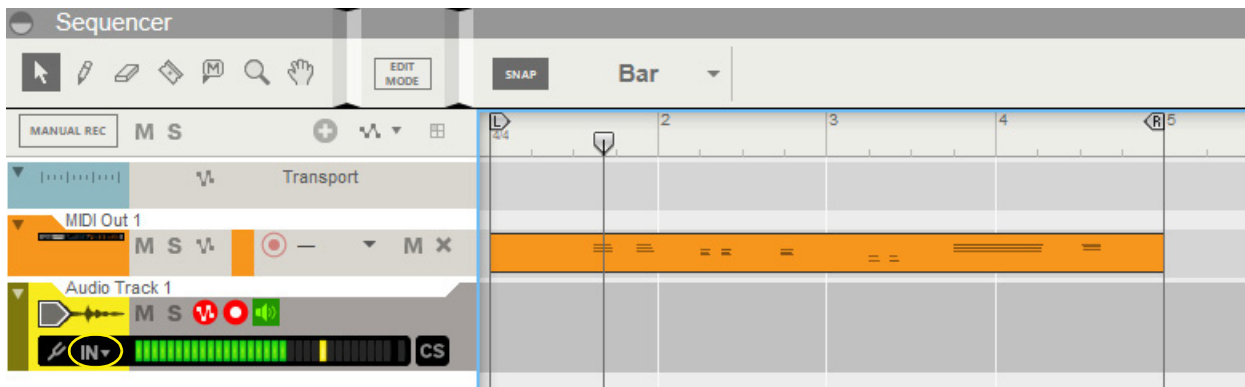 Sequencer
M EDIT MODE SNAP Bar
MANUAL REC M S L 4/4 2 3 4 R 5
Transport
MIDI Out 1
M S M
Audio Track 1
M S
IN CS